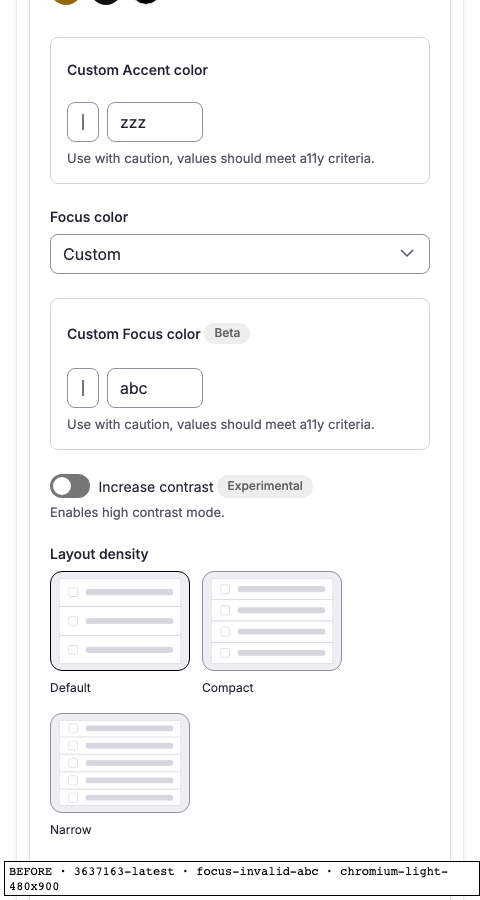 Custom Accent color
zzz
Use with caution, values should meet a11y criteria.
Focus color
Custom
Custom Focus color Beta
abc
Use with caution, values should meet a11y criteria.
Increase contrast Experimental
Enables high contrast mode.
Layout density
Default Compact
Narrow
BEFORE · 3637163-latest · focus-invalid-abc · chromium-light-
480x900